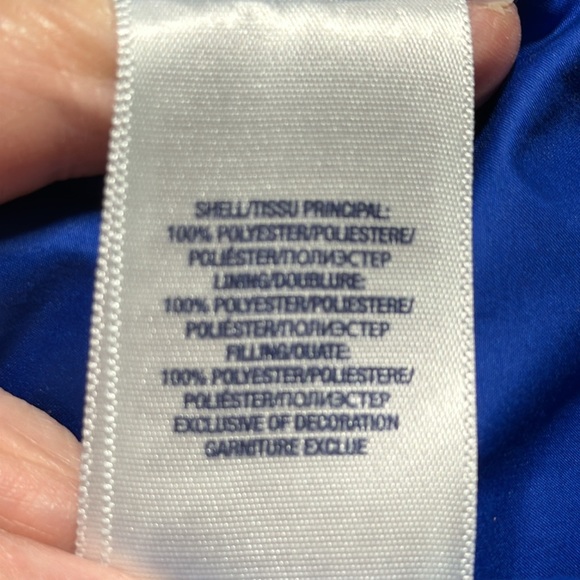 SHELL/TISSU PRINCIPAL:
100% POLYESTER/POLIESTERE/
POLIÉSTER/ПОЛИЭСТЕР
LINING/DOUBLURE:
100% POLYESTER/POLIESTERE/
POLIÉSTER/ПОЛИЭСТЕР
FILLING/OUATE:
100% POLYESTER/POLIESTERE/
POLIÉSTER/ПОЛИЭСТЕР
EXCLUSIVE OF DECORATION
GARNITURE EXCLUE